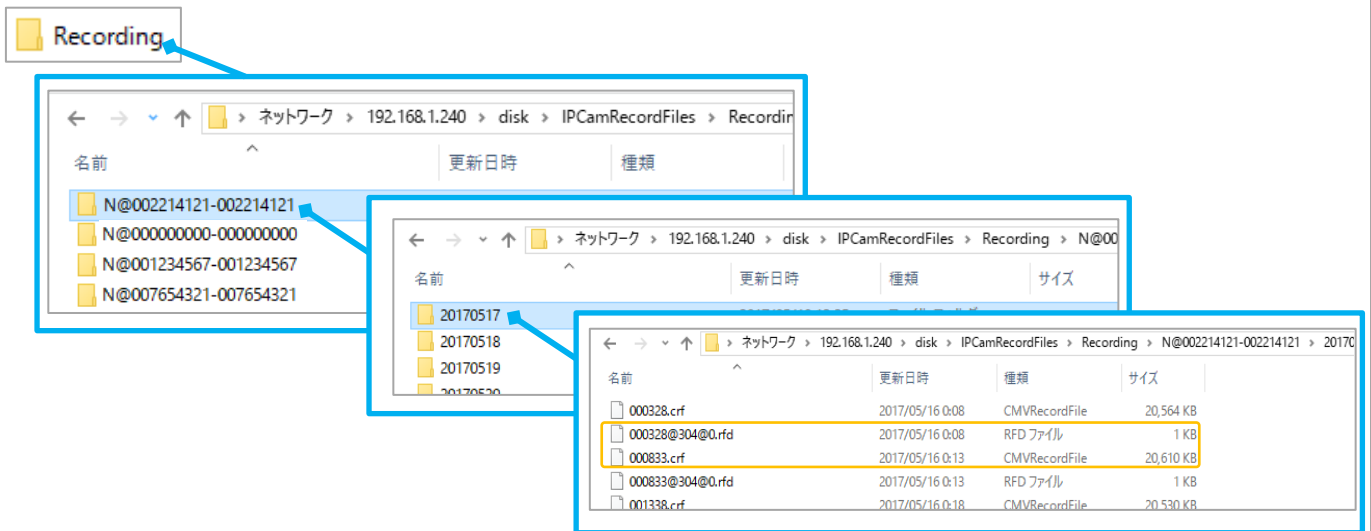 Recording
ネットワーク > 192.168.1.240 > disk > IPCamRecordFiles > Recordin
名前 更新日時 種類
N@002214121-002214121
N@000000000-000000000
N@001234567-001234567
N@007654321-007654321
ネットワーク > 192.168.1.240 > disk > IPCamRecordFiles > Recording > N@00
名前 更新日時 種類 サイズ
20170517
20170518
20170519
20170520
ネットワーク > 192.168.1.240 > disk > IPCamRecordFiles > Recording > N@002214121-002214121 > 20170
名前 更新日時 種類 サイズ
000328.crf 2017/05/16 0:08 CMVRecordFile 20,564 KB
000328@304@0.rfd 2017/05/16 0:08 RFD ファイル 1 KB
000833.crf 2017/05/16 0:13 CMVRecordFile 20,610 KB
000833@304@0.rfd 2017/05/16 0:13 RFD ファイル 1 KB
001338.crf 2017/05/16 0:18 CMVRecordFile 20,530 KB